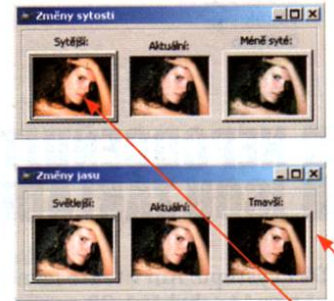 Změny sytosti
Sytější:
Aktuální:
Méně syté:
Změny jasu
Světlejší:
Aktuální:
Tmavší: